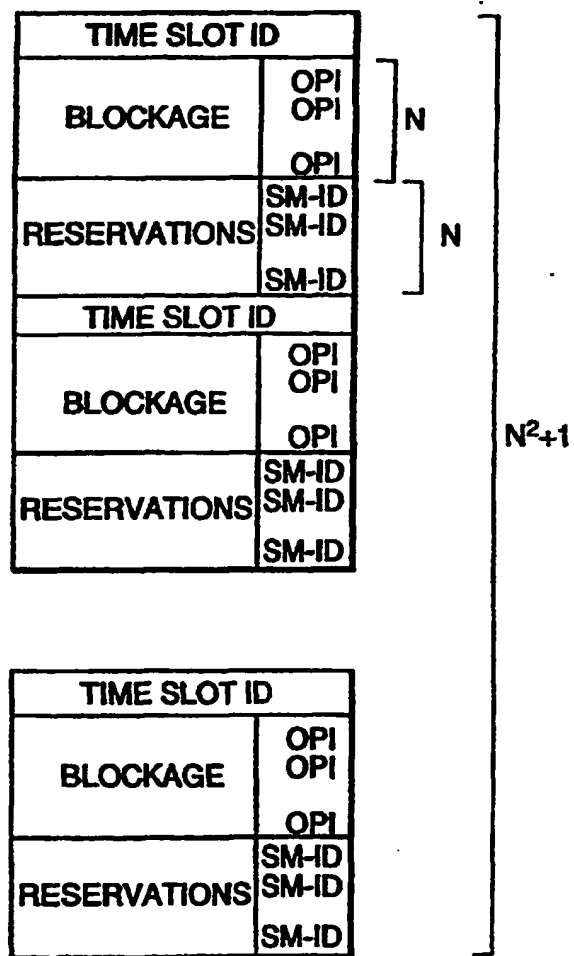 TIME SLOT ID
BLOCKAGE
OPI
OPI
OPI
N
RESERVATIONS
SM-ID
SM-ID
SM-ID
N
TIME SLOT ID
BLOCKAGE
OPI
OPI
OPI
N²+1
RESERVATIONS
SM-ID
SM-ID
SM-ID
TIME SLOT ID
BLOCKAGE
OPI
OPI
OPI
RESERVATIONS
SM-ID
SM-ID
SM-ID